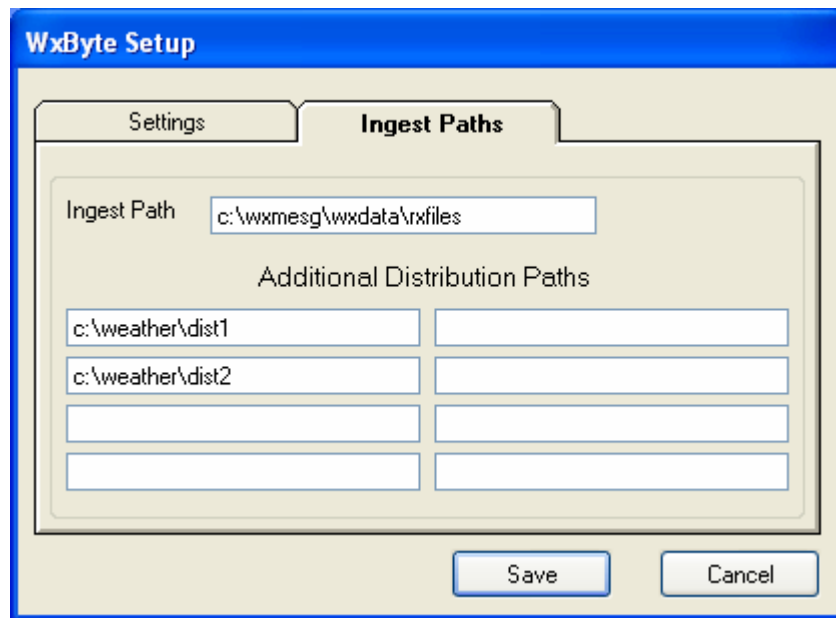 WxByte Setup
Settings
Ingest Paths
Ingest Path
c:\wxmesg\wxdata\rxfiles
Additional Distribution Paths
c:\weather\dist1
c:\weather\dist2
Save
Cancel